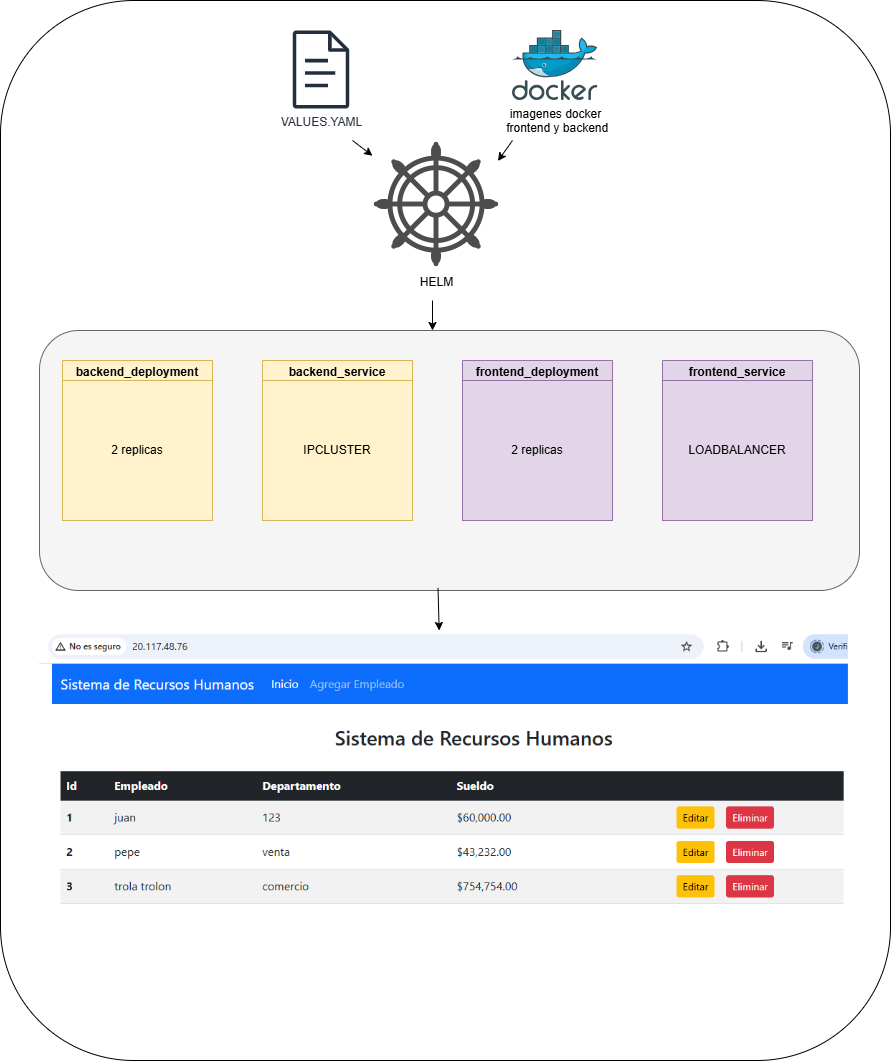 VALUES.YAML
docker
imagenes docker
frontend y backend
HELM
backend_deployment
2 replicas
backend_service
IPCLUSTER
frontend_deployment
2 replicas
frontend_service
LOADBALANCER
No es seguro 20.117.48.76 Verifi
Sistema de Recursos Humanos Inicio Agregar Empleado
Sistema de Recursos Humanos
Id Empleado Departamento Sueldo
1 juan 123 $60,000.00 Editar Eliminar
2 pepe venta $43,232.00 Editar Eliminar
3 trola trolon comercio $754,754.00 Editar Eliminar